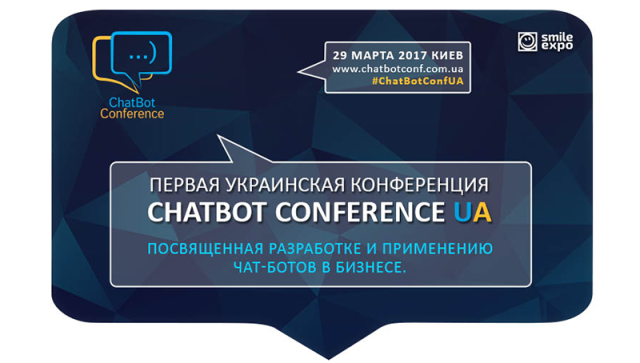 ChatBot
Conference
29 МАРТА 2017 КИЕВ
www.chatbotconf.com.ua
#ChatBotConfUA
smile
expo
ПЕРВАЯ УКРАИНСКАЯ КОНФЕРЕНЦИЯ
CHATBOT CONFERENCE UA
ПОСВЯЩЕННАЯ РАЗРАБОТКЕ И ПРИМЕНЕНИЮ
ЧАТ-БОТОВ В БИЗНЕСЕ.